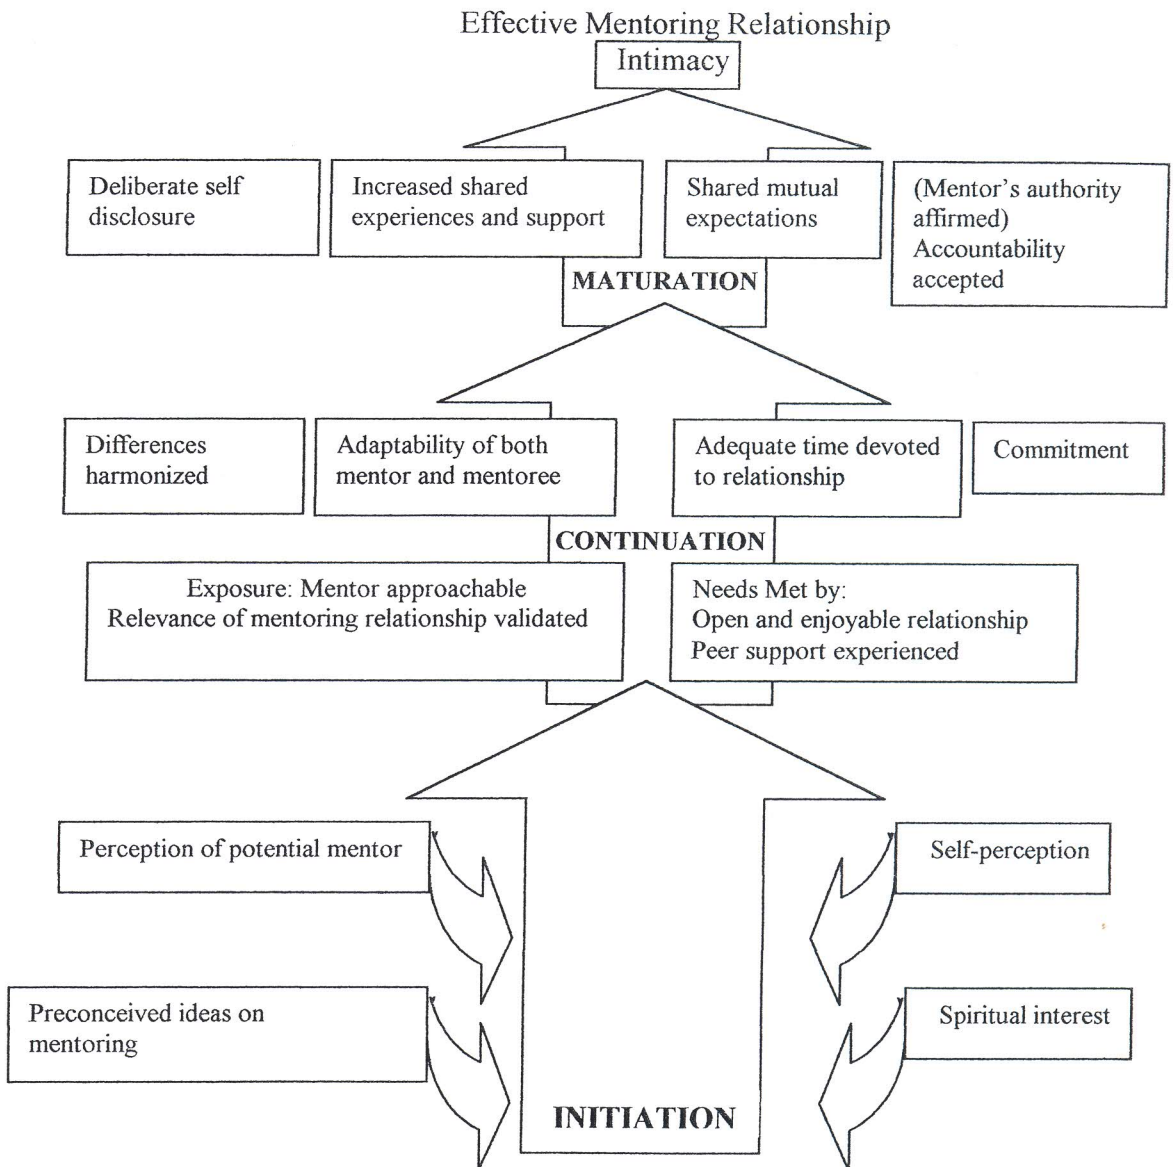 Effective Mentoring Relationship
Intimacy
Deliberate self
disclosure
Increased shared
experiences and support
Shared mutual
expectations
(Mentor's authority
affirmed)
Accountability
accepted
MATURATION
Differences
harmonized
Adaptability of both
mentor and mentoree
Adequate time devoted
to relationship
Commitment
CONTINUATION
Exposure: Mentor approachable
Relevance of mentoring relationship validated
Needs Met by:
Open and enjoyable relationship
Peer support experienced
Perception of potential mentor
Self-perception
Preconceived ideas on
mentoring
Spiritual interest
INITIATION